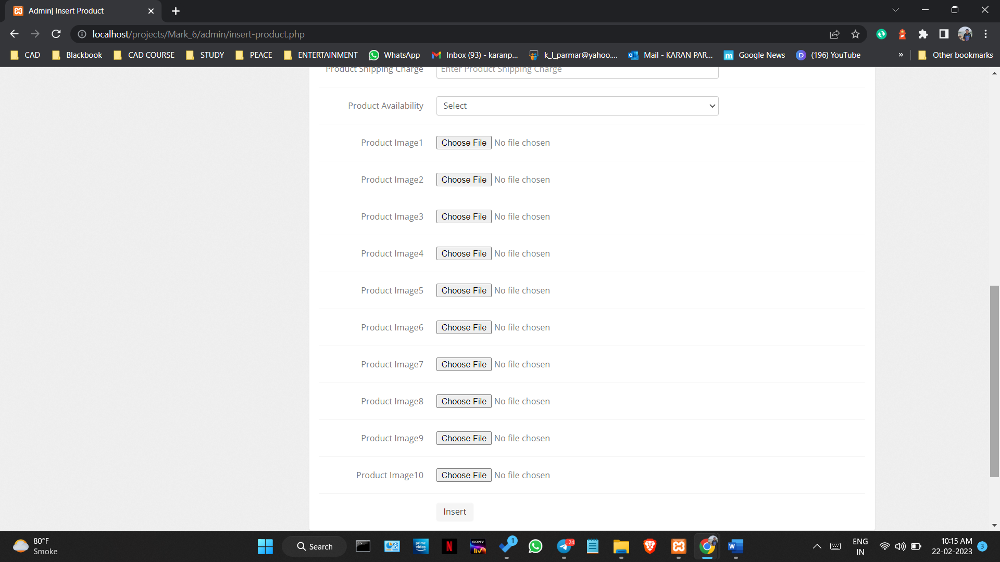 Admin| Insert Product
localhost/projects/Mark_6/admin/insert-product.php
CAD Blackbook CAD COURSE STUDY PEACE ENTERTAINMENT WhatsApp Inbox (93) - karanp... k_l_parmar@yahoo.... Mail - KARAN PAR... Google News (196) YouTube » Other bookmarks
Product Shipping Charge Enter Product Shipping Charge
Product Availability Select
Product Image1 Choose File No file chosen
Product Image2 Choose File No file chosen
Product Image3 Choose File No file chosen
Product Image4 Choose File No file chosen
Product Image5 Choose File No file chosen
Product Image6 Choose File No file chosen
Product Image7 Choose File No file chosen
Product Image8 Choose File No file chosen
Product Image9 Choose File No file chosen
Product Image10 Choose File No file chosen
Insert
80°F
Smoke
Search
prime video
N
SONY liv
1
24
W
ENG
IN
10:15 AM
22-02-2023
3